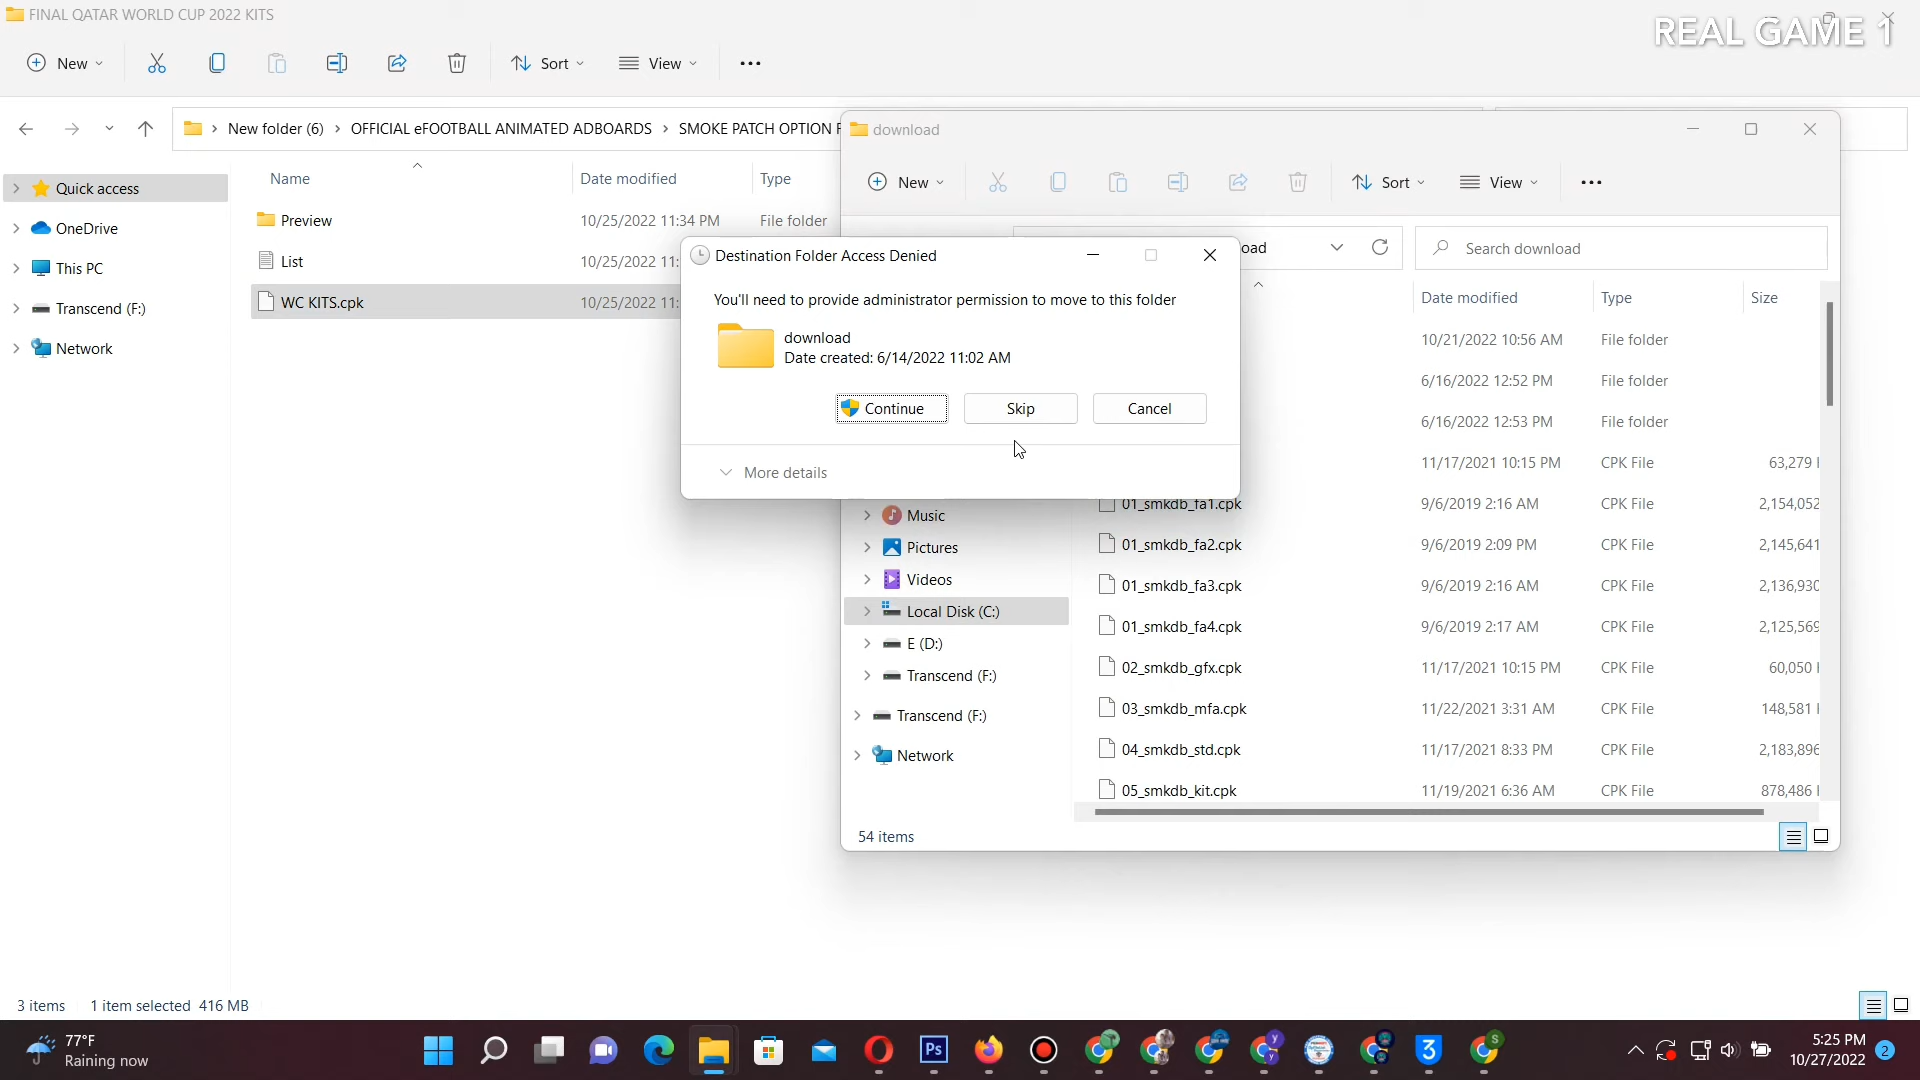 FINAL QATAR WORLD CUP 2022 KITS
REAL GAME 1
New
Sort
View
New folder (6) > OFFICIAL eFOOTBALL ANIMATED ADBOARDS > SMOKE PATCH OPTION
Name
Date modified
Type
Quick access
OneDrive
This PC
Transcend (F:)
Network
Preview 10/25/2022 11:34 PM File folder
List 10/25/2022 11:
WC KITS.cpk 10/25/2022 11:
download
New
Sort
View
oad
Search download
Destination Folder Access Denied
You'll need to provide administrator permission to move to this folder
download
Date created: 6/14/2022 11:02 AM
Continue
Skip
Cancel
More details
Date modified Type Size
10/21/2022 10:56 AM File folder
6/16/2022 12:52 PM File folder
6/16/2022 12:53 PM File folder
11/17/2021 10:15 PM CPK File 63,279
01_smkdb_fa1.cpk 9/6/2019 2:16 AM CPK File 2,154,052
01_smkdb_fa2.cpk 9/6/2019 2:09 PM CPK File 2,145,641
01_smkdb_fa3.cpk 9/6/2019 2:16 AM CPK File 2,136,930
01_smkdb_fa4.cpk 9/6/2019 2:17 AM CPK File 2,125,569
02_smkdb_gfx.cpk 11/17/2021 10:15 PM CPK File 60,050
03_smkdb_mfa.cpk 11/22/2021 3:31 AM CPK File 148,581
04_smkdb_std.cpk 11/17/2021 8:33 PM CPK File 2,183,896
05_smkdb_kit.cpk 11/19/2021 6:36 AM CPK File 878,486
Music
Pictures
Videos
Local Disk (C:)
E (D:)
Transcend (F:)
Transcend (F:)
Network
54 items
3 items 1 item selected 416 MB
77°F
Raining now
Ps
3
S
5:25 PM
10/27/2022
2